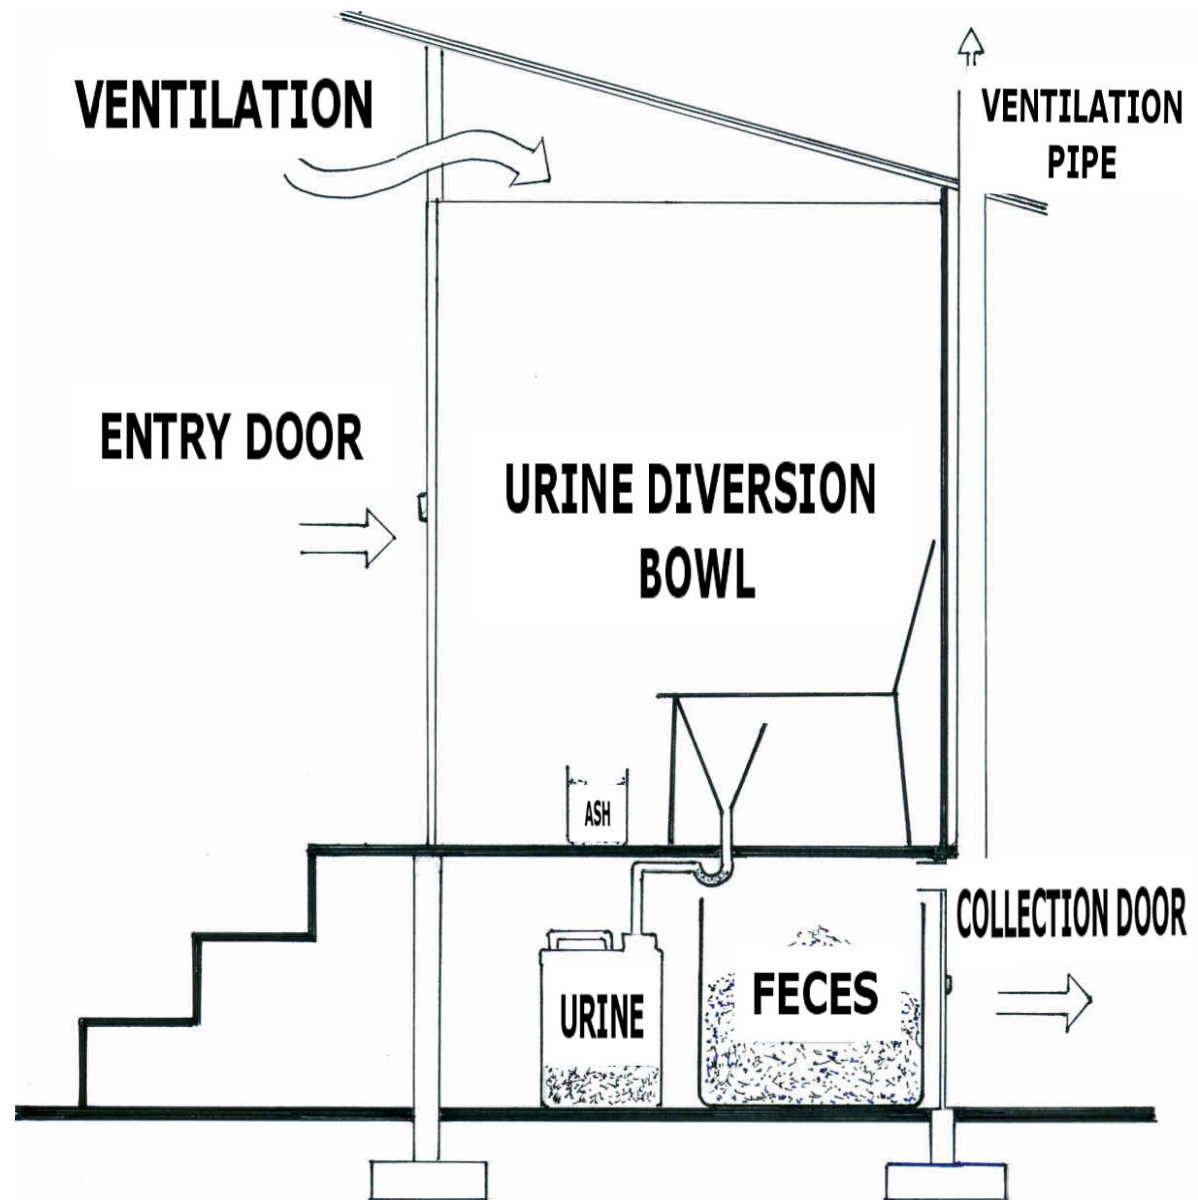 VENTILATION
VENTILATION
PIPE
ENTRY DOOR
URINE DIVERSION
BOWL
ASH
COLLECTION DOOR
URINE
FECES